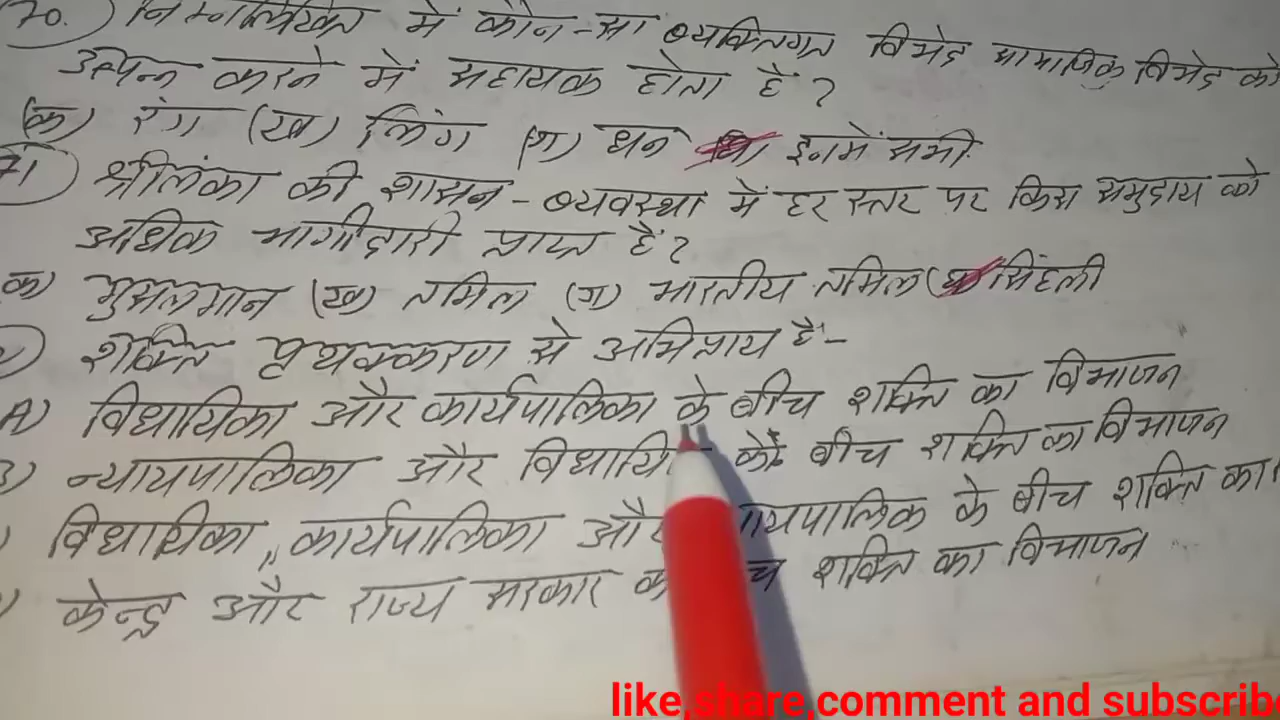 70.) निम्नलिखित में कौन-सा व्यक्तिगत विभेद सामाजिक विभेद को
उत्पन्न करने में सहायक होता है?
(क) रंग (ख) लिंग (ग) धन (घ) इनमें सभी
71) श्रीलंका की शासन-व्यवस्था में हर स्तर पर किस समुदाय को
अधिक भागीदारी प्राप्त है?
क) मुसलमान (ख) तमिल (ग) भारतीय तमिल (घ) सिंहली
शक्ति पृथक्करण से अभिप्राय है-
A) विधायिका और कार्यपालिका के बीच शक्ति का विभाजन
B) न्यायपालिका और विधायि के बीच शक्ति का विभाजन
विधायिका, कार्यपालिका और यपालिक के बीच शक्ति का
केन्द्र और राज्य सरकार के च शक्ति का विभाजन
like,share,comment and subscribe